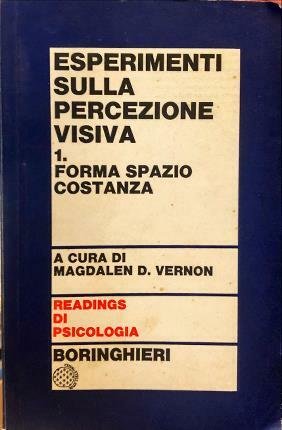 ESPERIMENTI
SULLA
PERCEZIONE
VISIVA
1.
FORMA SPAZIO
COSTANZA
A CURA DI
MAGDALEN D. VERNON
READINGS
DI
PSICOLOGIA
BORINGHIERI